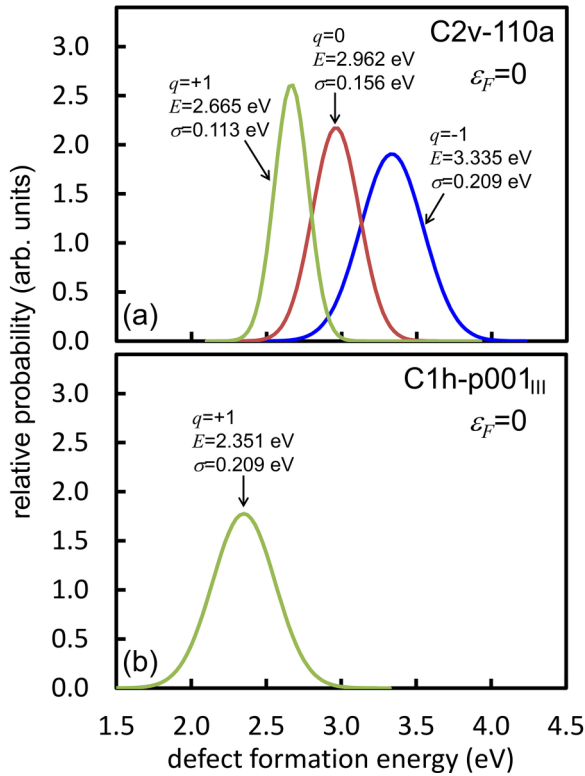 relative probability (arb. units)
3.0
2.5
2.0
1.5
1.0
0.5
0.0
C2v-110a
εF=0
q=+1
E=2.665 eV
σ=0.113 eV
q=0
E=2.962 eV
σ=0.156 eV
q=-1
E=3.335 eV
σ=0.209 eV
(a)
3.0
2.5
2.0
1.5
1.0
0.5
0.0
C1h-p001III
εF=0
q=+1
E=2.351 eV
σ=0.209 eV
(b)
1.5 2.0 2.5 3.0 3.5 4.0 4.5
defect formation energy (eV)